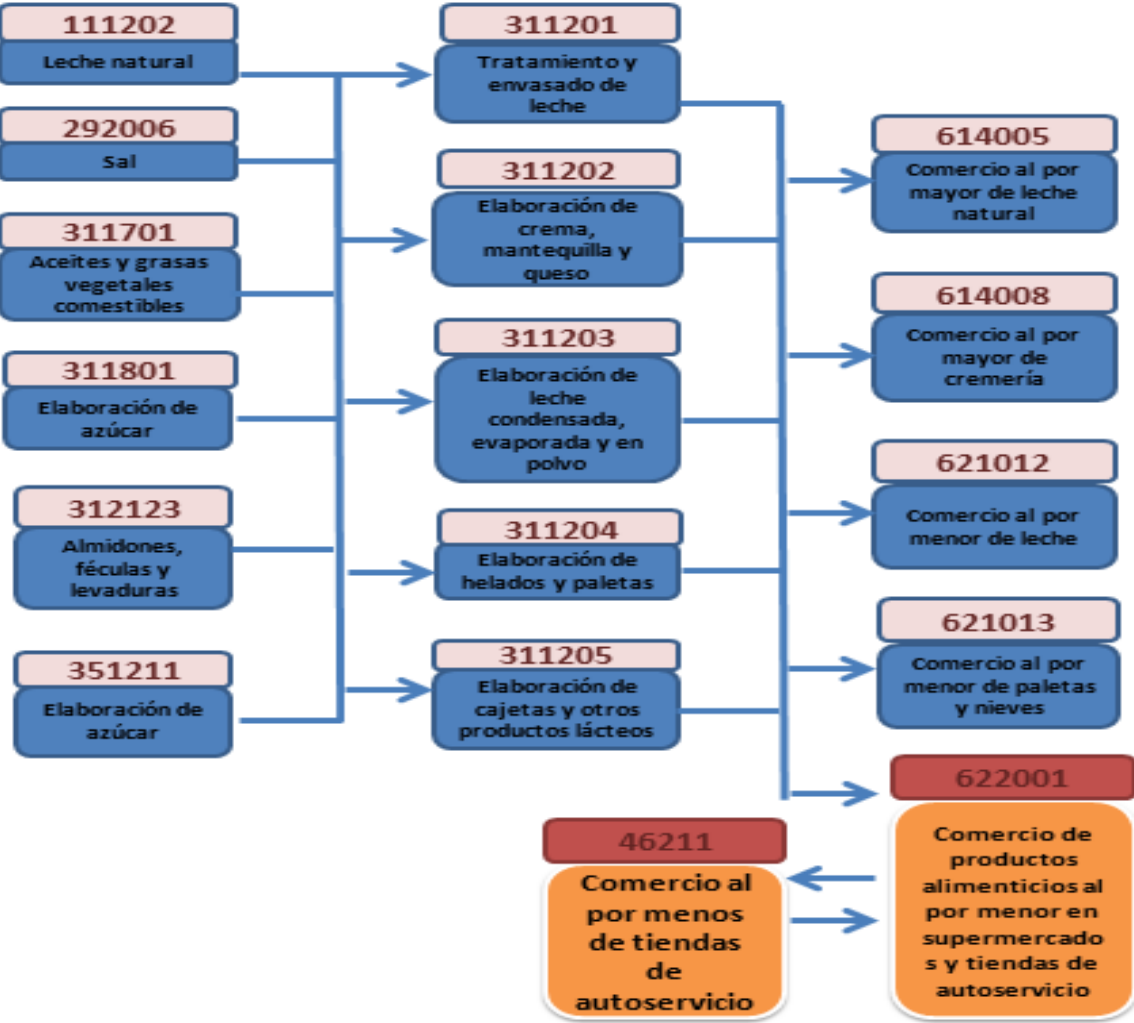 111202
Leche natural
292006
Sal
311701
Aceites y grasas
vegetales
comestibles
311801
Elaboración de
azúcar
312123
Almidones,
féculas y
levaduras
351211
Elaboración de
azúcar
311201
Tratamiento y
envasado de
leche
311202
Elaboración de
crema,
mantequilla y
queso
311203
Elaboración de
leche
condensada,
evaporada y en
polvo
311204
Elaboración de
helados y paletas
311205
Elaboración de
cajetas y otros
productos lácteos
614005
Comercio al por
mayor de leche
natural
614008
Comercio al por
mayor de
cremería
621012
Comercio al por
menor de leche
621013
Comercio al por
menor de paletas
y nieves
622001
Comercio de
productos
alimenticios al
por menor en
supermercado
s y tiendas de
autoservicio
46211
Comercio al
por menos
de tiendas
de
autoservicio